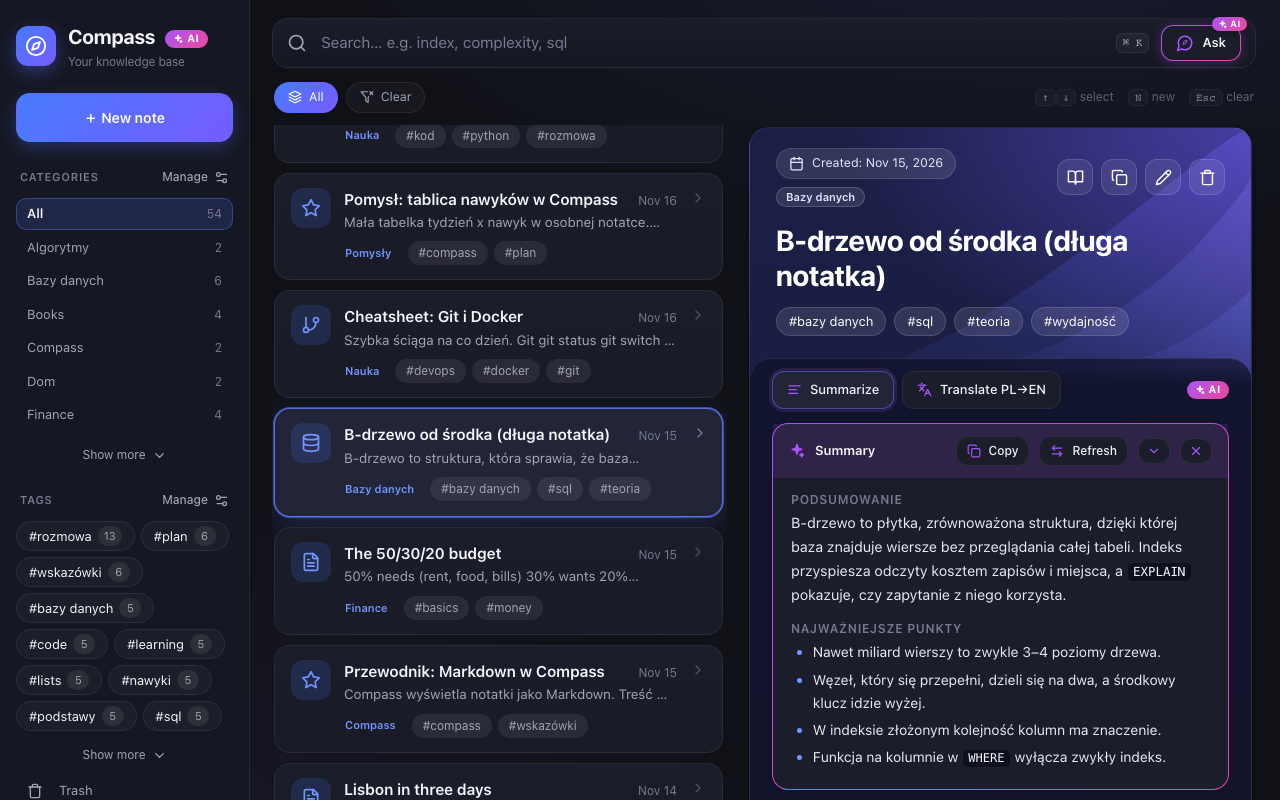 Compass
AI
Your knowledge base
+ New note
CATEGORIES
Manage
All 54
Algorytmy 2
Bazy danych 6
Books 4
Compass 2
Dom 2
Finance 4
Show more
TAGS
Manage
#rozmowa 13
#plan 6
#wskazówki 6
#bazy danych 5
#code 5
#learning 5
#lists 5
#nawyki 5
#podstawy 5
#sql 5
Show more
Trash
Search... e.g. index, complexity, sql
⌘ K
Ask
AI
All
Clear
↑ ↓ select
N new
Esc clear
Nauka #kod #python #rozmowa
Pomysł: tablica nawyków w Compass Nov 16
Mała tabelka tydzień x nawyk w osobnej notatce....
Pomysły #compass #plan
Cheatsheet: Git i Docker Nov 16
Szybka ściąga na co dzień. Git git status git switch ...
Nauka #devops #docker #git
B-drzewo od środka (długa notatka) Nov 15
B-drzewo to struktura, która sprawia, że baza...
Bazy danych #bazy danych #sql #teoria
The 50/30/20 budget Nov 15
50% needs (rent, food, bills) 30% wants 20%...
Finance #basics #money
Przewodnik: Markdown w Compass Nov 15
Compass wyświetla notatki jako Markdown. Treść ...
Compass #compass #wskazówki
Lisbon in three days Nov 14
Created: Nov 15, 2026
Bazy danych
B-drzewo od środka (długa
notatka)
#bazy danych #sql #teoria #wydajność
Summarize
Translate PL→EN
AI
Summary
Copy
Refresh
PODSUMOWANIE
B-drzewo to płytka, zrównoważona struktura, dzięki której
baza znajduje wiersze bez przeglądania całej tabeli. Indeks
przyspiesza odczyty kosztem zapisów i miejsca, a EXPLAIN
pokazuje, czy zapytanie z niego korzysta.
NAJWAŻNIEJSZE PUNKTY
• Nawet miliard wierszy to zwykle 3–4 poziomy drzewa.
• Węzeł, który się przepełni, dzieli się na dwa, a środkowy
klucz idzie wyżej.
• W indeksie złożonym kolejność kolumn ma znaczenie.
• Funkcja na kolumnie w WHERE wyłącza zwykły indeks.